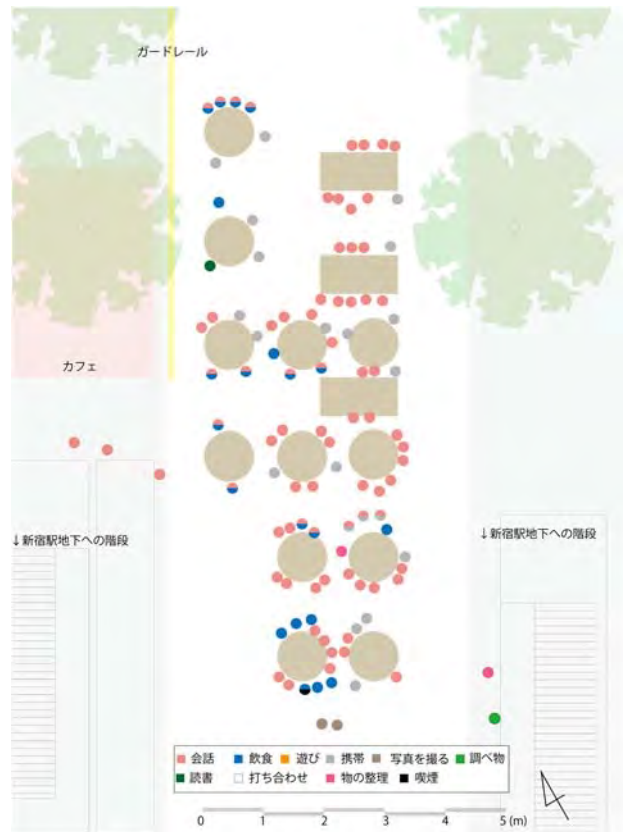 ガードレール
カフェ
↓新宿駅地下への階段
↓新宿駅地下への階段
会話 飲食 遊び 携帯 写真を撮る 調べ物
読書 打ち合わせ 物の整理 喫煙
0 1 2 3 4 5 (m)